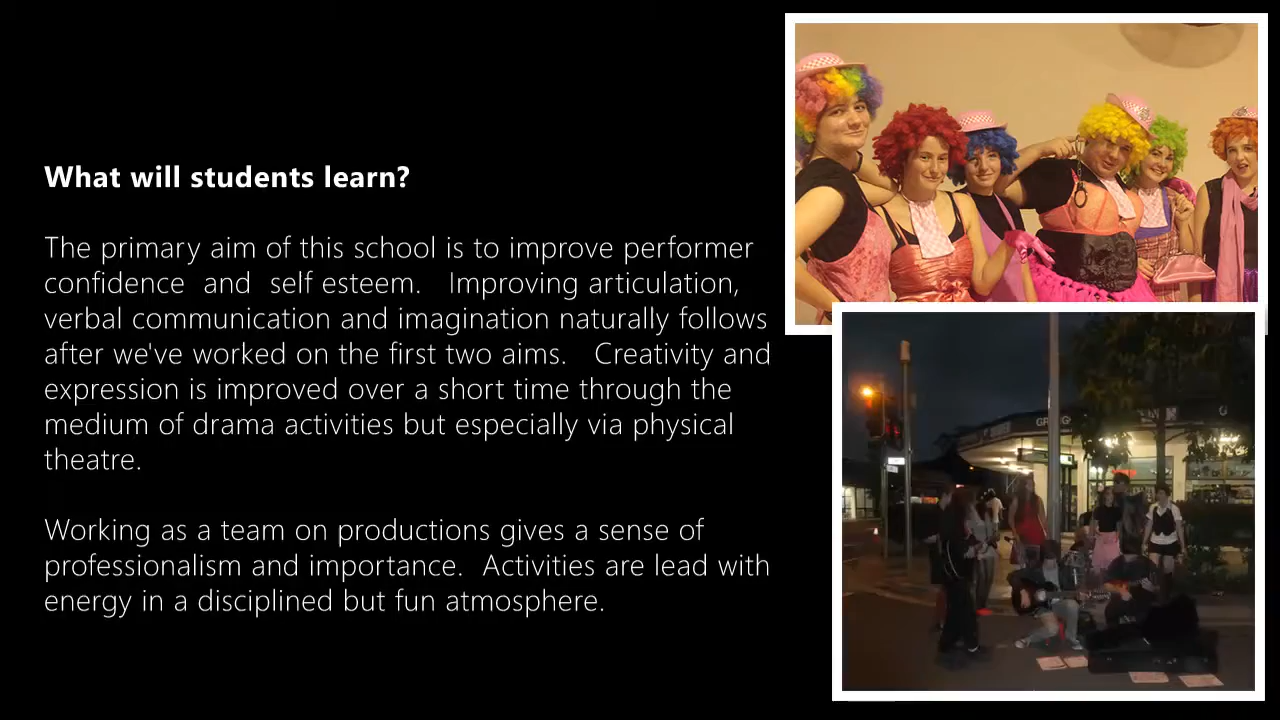 What will students learn?
The primary aim of this school is to improve performer
confidence and self esteem. Improving articulation,
verbal communication and imagination naturally follows
after we've worked on the first two aims. Creativity and
expression is improved over a short time through the
medium of drama activities but especially via physical
theatre.
Working as a team on productions gives a sense of
professionalism and importance. Activities are lead with
energy in a disciplined but fun atmosphere.